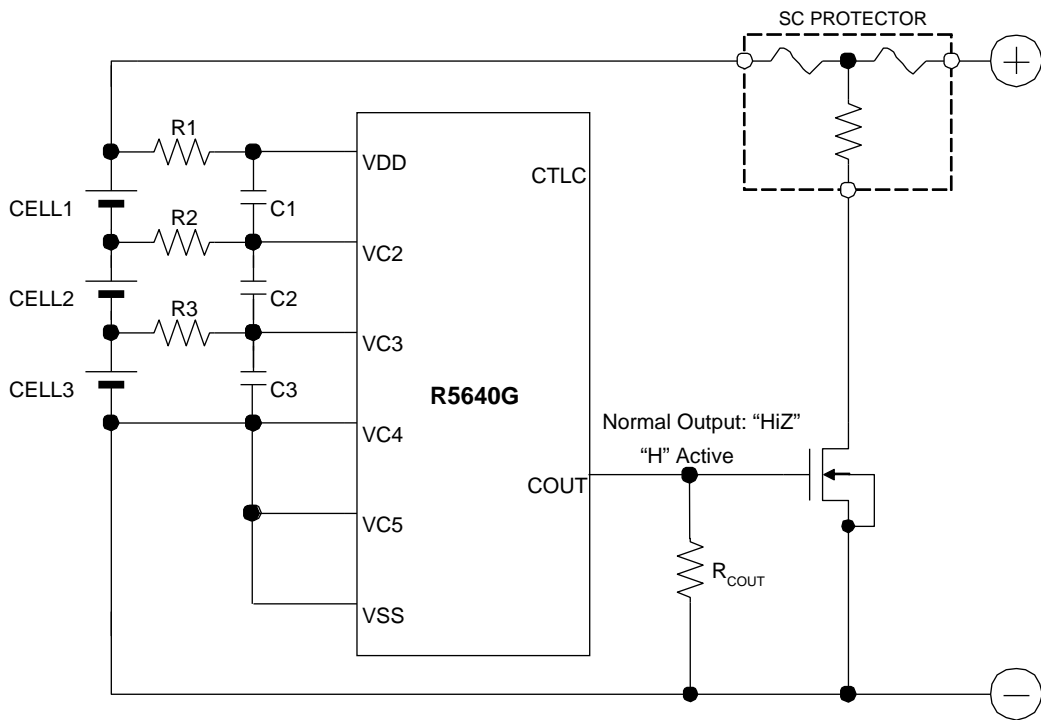 SC PROTECTOR
+
R1
VDD
CTLC
CELL1
C1
R2
VC2
CELL2
C2
R3
VC3
CELL3
C3
R5640G
VC4
Normal Output: “HiZ”
“H” Active
COUT
VC5
RCOUT
VSS
−